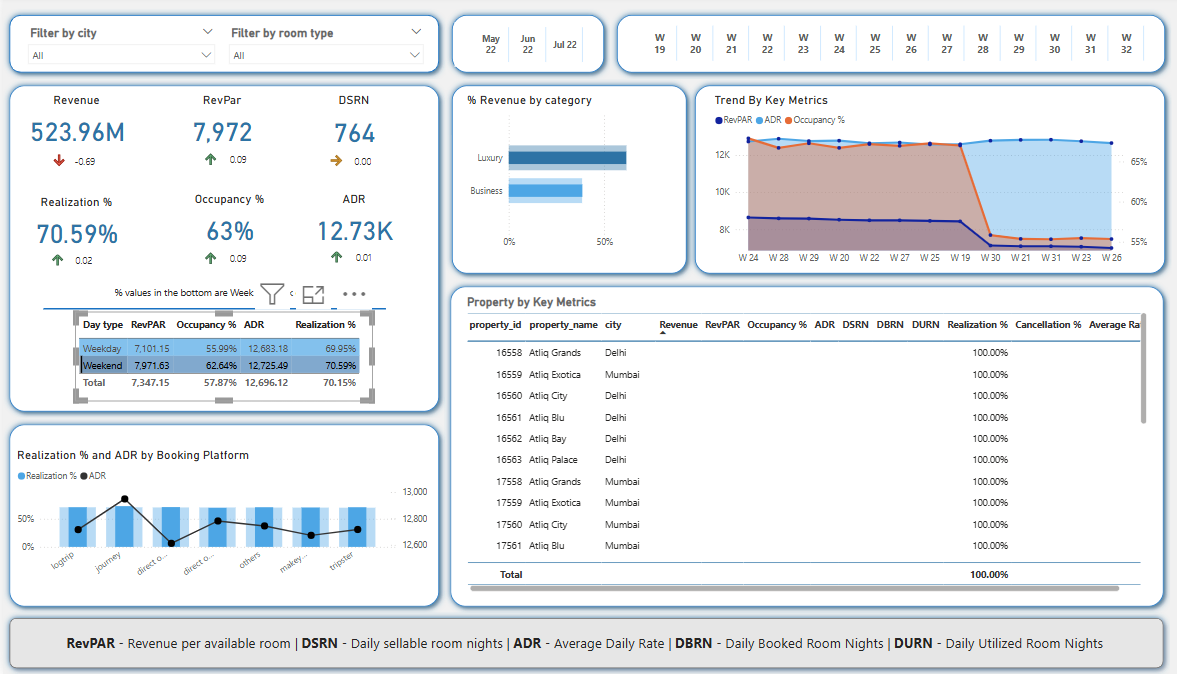 Filter by city
All
Filter by room type
All
May 22
Jun 22
Jul 22
W 19
W 20
W 21
W 22
W 23
W 24
W 25
W 26
W 27
W 28
W 29
W 30
W 31
W 32
Revenue
523.96M
-0.69
RevPar
7,972
0.09
DSRN
764
0.00
Realization %
70.59%
0.02
Occupancy %
63%
0.09
ADR
12.73K
0.01
% values in the bottom are Week
Day type RevPAR Occupancy % ADR Realization %
Weekday 7,101.15 55.99% 12,683.18 69.95%
Weekend 7,971.63 62.64% 12,725.49 70.59%
Total 7,347.15 57.87% 12,696.12 70.15%
% Revenue by category
Luxury
Business
0% 50%
Trend By Key Metrics
RevPAR ADR Occupancy %
12K
10K
8K
65%
60%
55%
W 24 W 28 W 29 W 20 W 22 W 27 W 25 W 19 W 30 W 21 W 31 W 23 W 26
Property by Key Metrics
property_id property_name city Revenue RevPAR Occupancy % ADR DSRN DBRN DURN Realization % Cancellation % Average Ra
16558 Atliq Grands Delhi 100.00%
16559 Atliq Exotica Mumbai 100.00%
16560 Atliq City Delhi 100.00%
16561 Atliq Blu Delhi 100.00%
16562 Atliq Bay Delhi 100.00%
16563 Atliq Palace Delhi 100.00%
17558 Atliq Grands Mumbai 100.00%
17559 Atliq Exotica Mumbai 100.00%
17560 Atliq City Mumbai 100.00%
17561 Atliq Blu Mumbai 100.00%
Total 100.00%
Realization % and ADR by Booking Platform
Realization % ADR
50%
0%
13,000
12,800
12,600
logtrip journey direct o... direct o... others makey... tripster
RevPAR - Revenue per available room | DSRN - Daily sellable room nights | ADR - Average Daily Rate | DBRN - Daily Booked Room Nights | DURN - Daily Utilized Room Nights